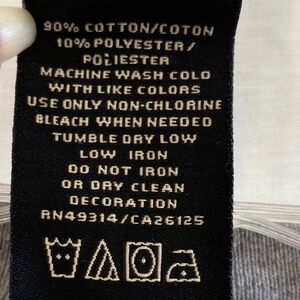 90% COTTON/COTON
10% POLYESTER/
POLIESTER
MACHINE WASH COLD
WITH LIKE COLORS
USE ONLY NON-CHLORINE
BLEACH WHEN NEEDED
TUMBLE DRY LOW
LOW IRON
DO NOT IRON
OR DRY CLEAN
DECORATION
RN49314/CA26125